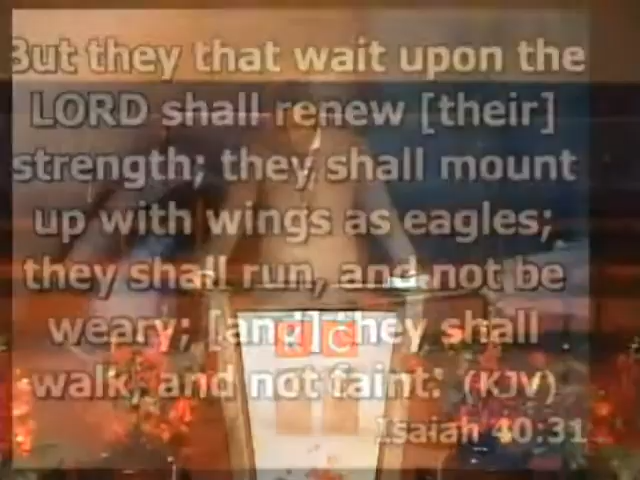 But they that wait upon the
LORD shall renew [their]
strength; they shall mount
up with wings as eagles;
they shall run, and not be
weary; [and] they shall
walk, and not faint. (KJV)
Isaiah 40:31
R C